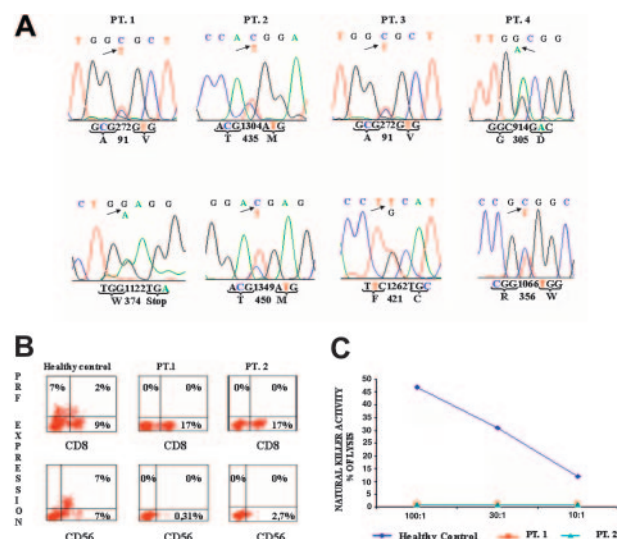 A
PT. 1 PT. 2 PT. 3 PT. 4
T G G C G C T
T
C C A C G G A
T
T G G C G C T
T
T T G G C G G
A
GCG272GTG
A 91 V
ACG1304ATG
T 435 M
GCG272GTG
A 91 V
GGC914GAC
G 305 D
C T G G A G G
A
G G A C G A G
T
C C T T C A T
G
C C G C G G C
T
TGG1122TGA
W 374 Stop
ACG1349ATG
T 450 M
TTC1262TGC
F 421 C
CGG1066TGG
R 356 W
B
PRF EXPRESSION
Healthy control PT.1 PT. 2
7% 2% 0% 0% 0% 0%
9% 17% 17%
CD8 CD8 CD8
7% 0% 0% 0% 0%
7% 0,31% 2,7%
CD56 CD56 CD56
C
NATURAL KILLER ACTIVITY
% OF LYSIS
50
45
40
35
30
25
20
15
10
5
0
100:1 30:1 10:1
Healthy Control PT. 1 PT. 2